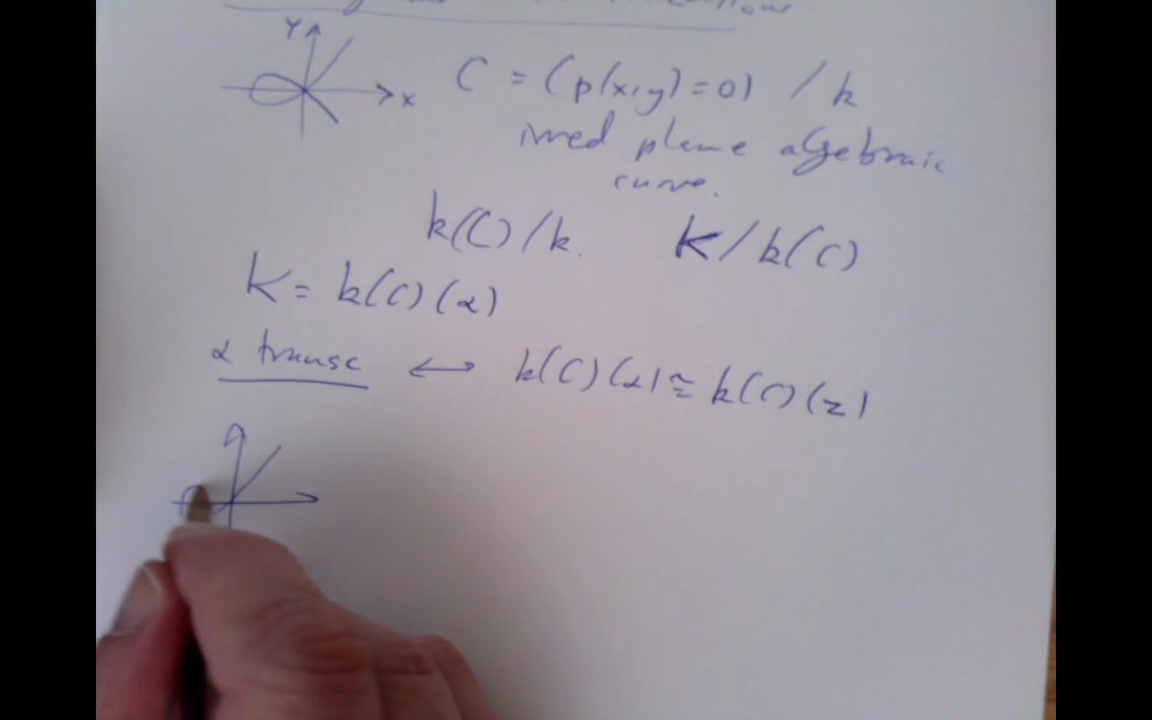 Y
C = (p(x,y)=0) / k
x
irred plane algebraic
curve.
k(C)/k. K/k(C)
K = k(C)(α)
α transc ↔ k(C)(α) ≅ k(C)(z)